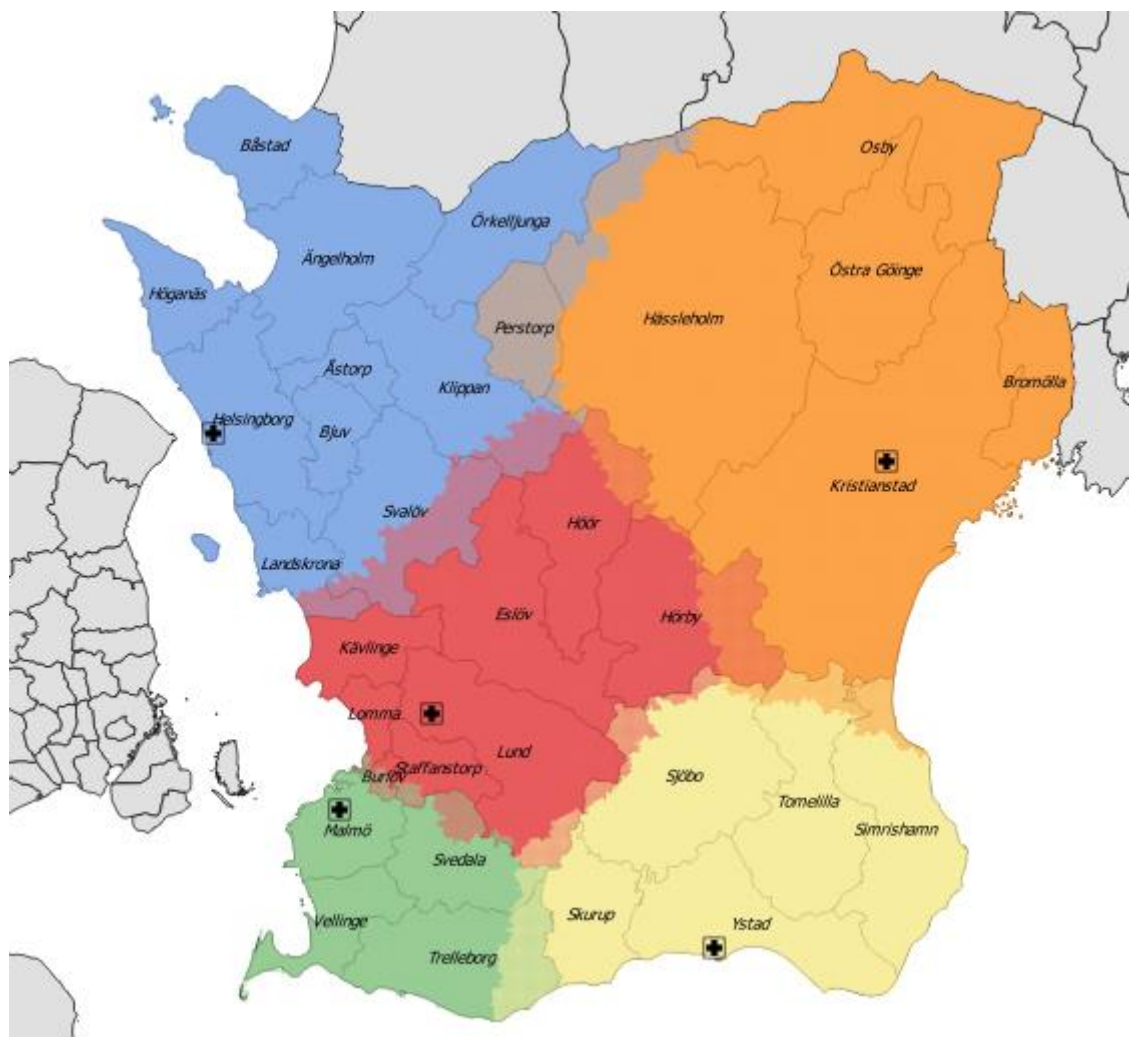 Båstad
Osby
Örkelljunga
Ängelholm
Östra Göinge
Höganäs
Perstorp
Hässleholm
Åstorp
Klippan
Bromölla
Helsingborg
Bjuv
Kristianstad
Svalöv
Höör
Landskrona
Eslöv
Hörby
Kävlinge
Lomma
Lund
Staffanstorp
Burlöv
Sjöbo
Tomelilla
Simrishamn
Malmö
Svedala
Vellinge
Skurup
Ystad
Trelleborg